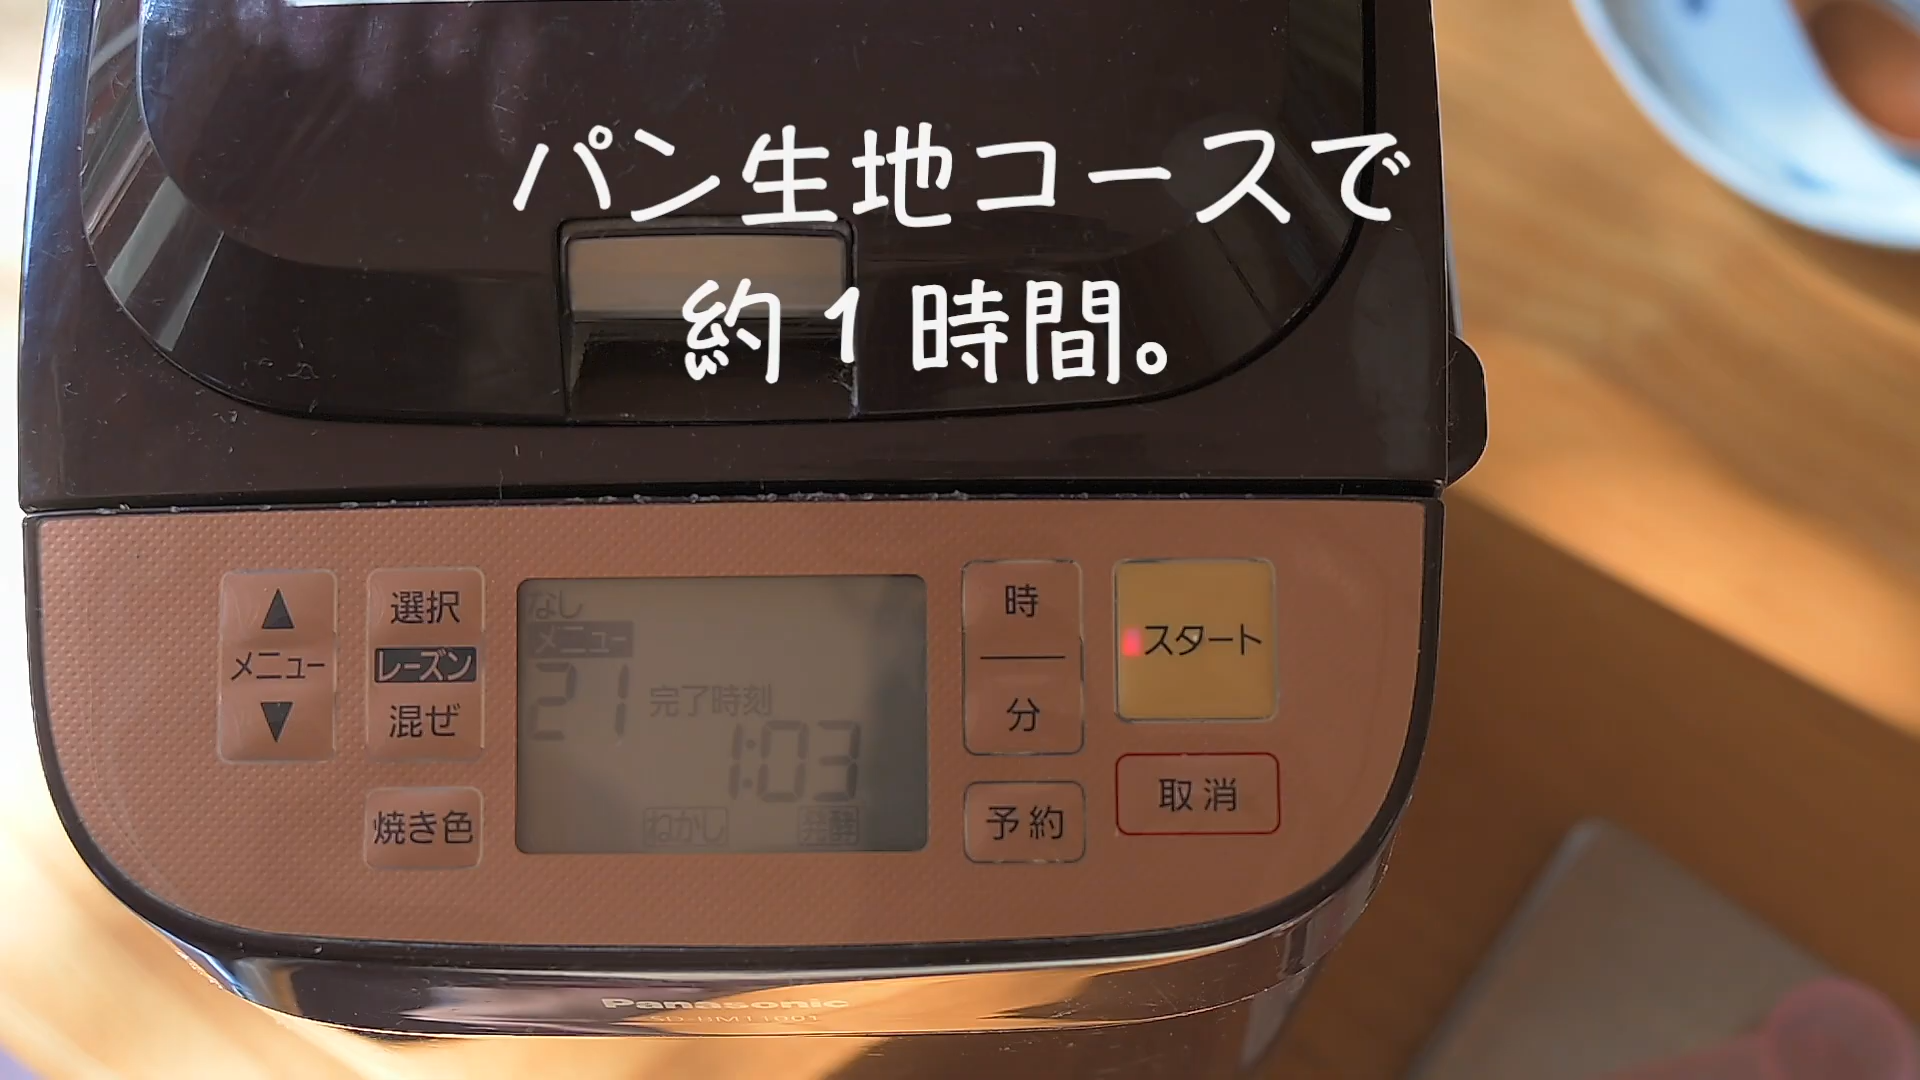 パン生地コースで
約1時間。
▲
メニュー
▼
選択
レーズン
混ぜ
焼き色
なし
メニュー
21
完了時刻
1:03
ねかし
発酵
時
分
予約
スタート
取消
Panasonic